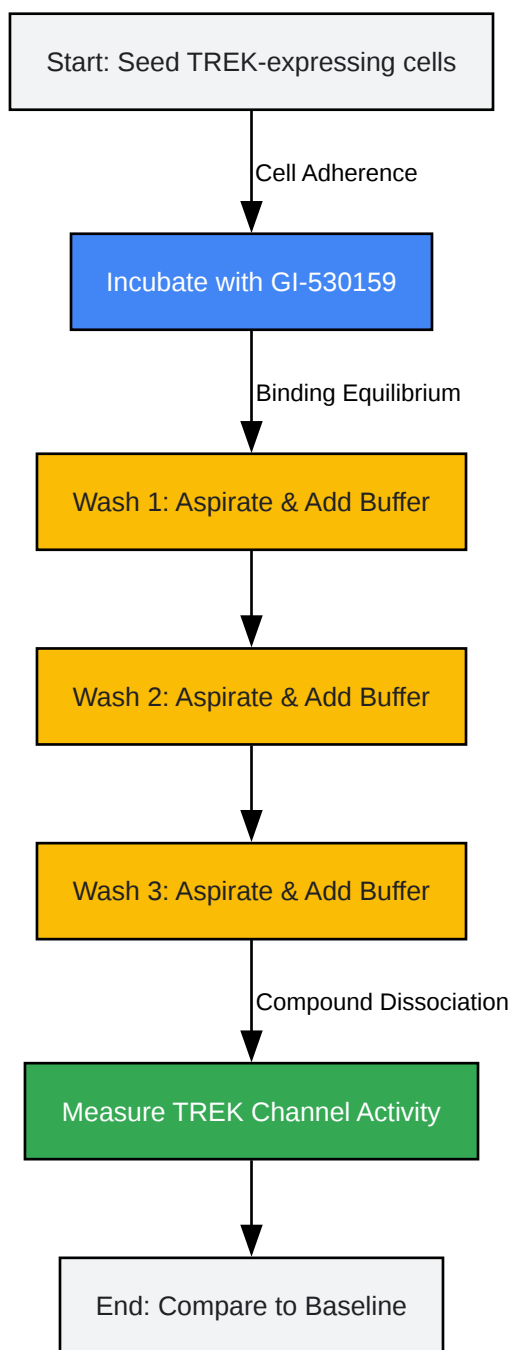 Start: Seed TREK-expressing cells
Cell Adherence
Incubate with GI-530159
Binding Equilibrium
Wash 1: Aspirate & Add Buffer
Wash 2: Aspirate & Add Buffer
Wash 3: Aspirate & Add Buffer
Compound Dissociation
Measure TREK Channel Activity
End: Compare to Baseline